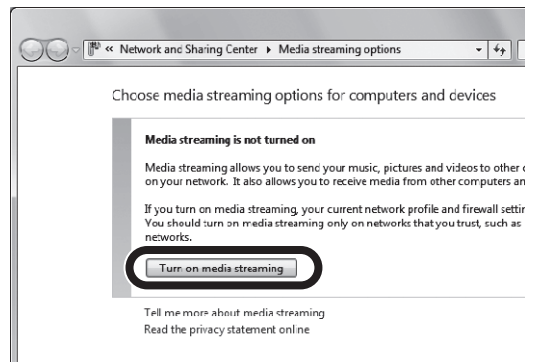 « Network and Sharing Center ▸ Media streaming options
Choose media streaming options for computers and devices
Media streaming is not turned on
Media streaming allows you to send your music, pictures and videos to other
on your network. It also allows you to receive media from other computers
If you turn on media streaming, your current network profile and firewall
You should turn on media streaming only on networks that you trust, such as
networks.
Turn on media streaming
Tell me more about media streaming
Read the privacy statement online